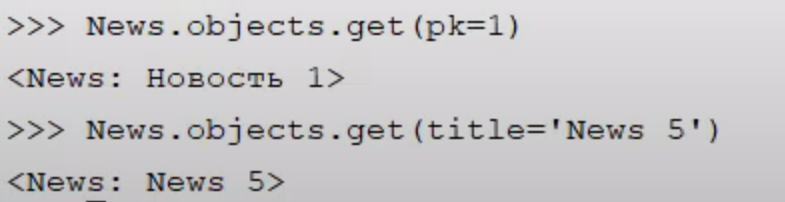 >>> News.objects.get(pk=1)
<News: Новость 1>
>>> News.objects.get(title='News 5')
<News: News 5>